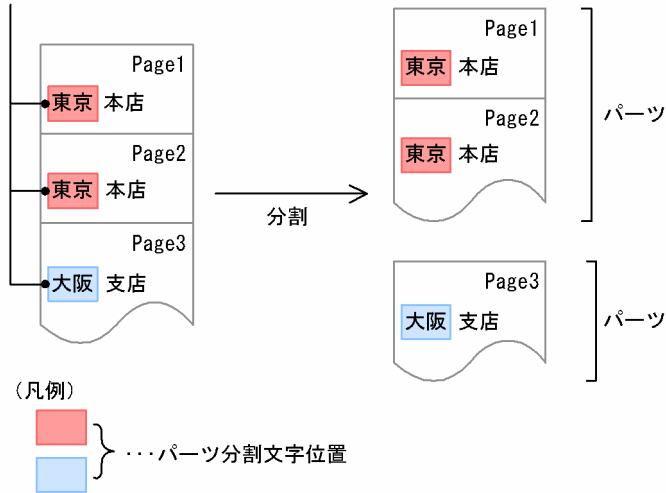 Page1
東京 本店
Page2
東京 本店
Page3
大阪 支店
分割
Page1
東京 本店
Page2
東京 本店
パーツ
Page3
大阪 支店
パーツ
(凡例)
···パーツ分割文字位置